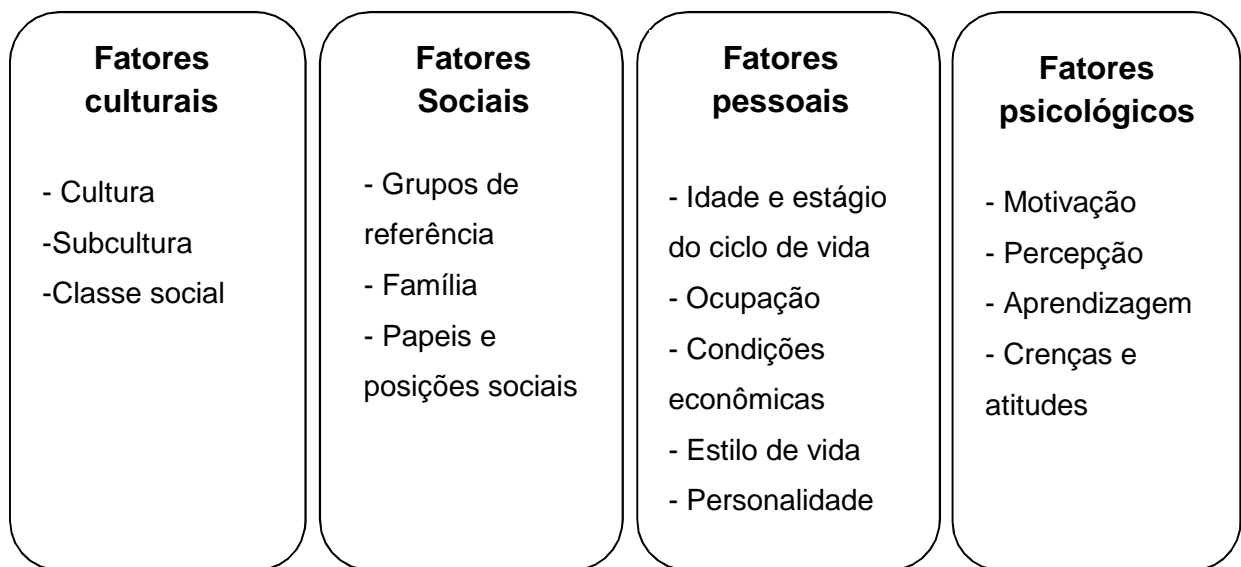 Fatores
culturais
- Cultura
-Subcultura
-Classe social
Fatores
Sociais
- Grupos de
referência
- Família
- Papeis e
posições sociais
Fatores
pessoais
- Idade e estágio
do ciclo de vida
- Ocupação
- Condições
econômicas
- Estilo de vida
- Personalidade
Fatores
psicológicos
- Motivação
- Percepção
- Aprendizagem
- Crenças e
atitudes